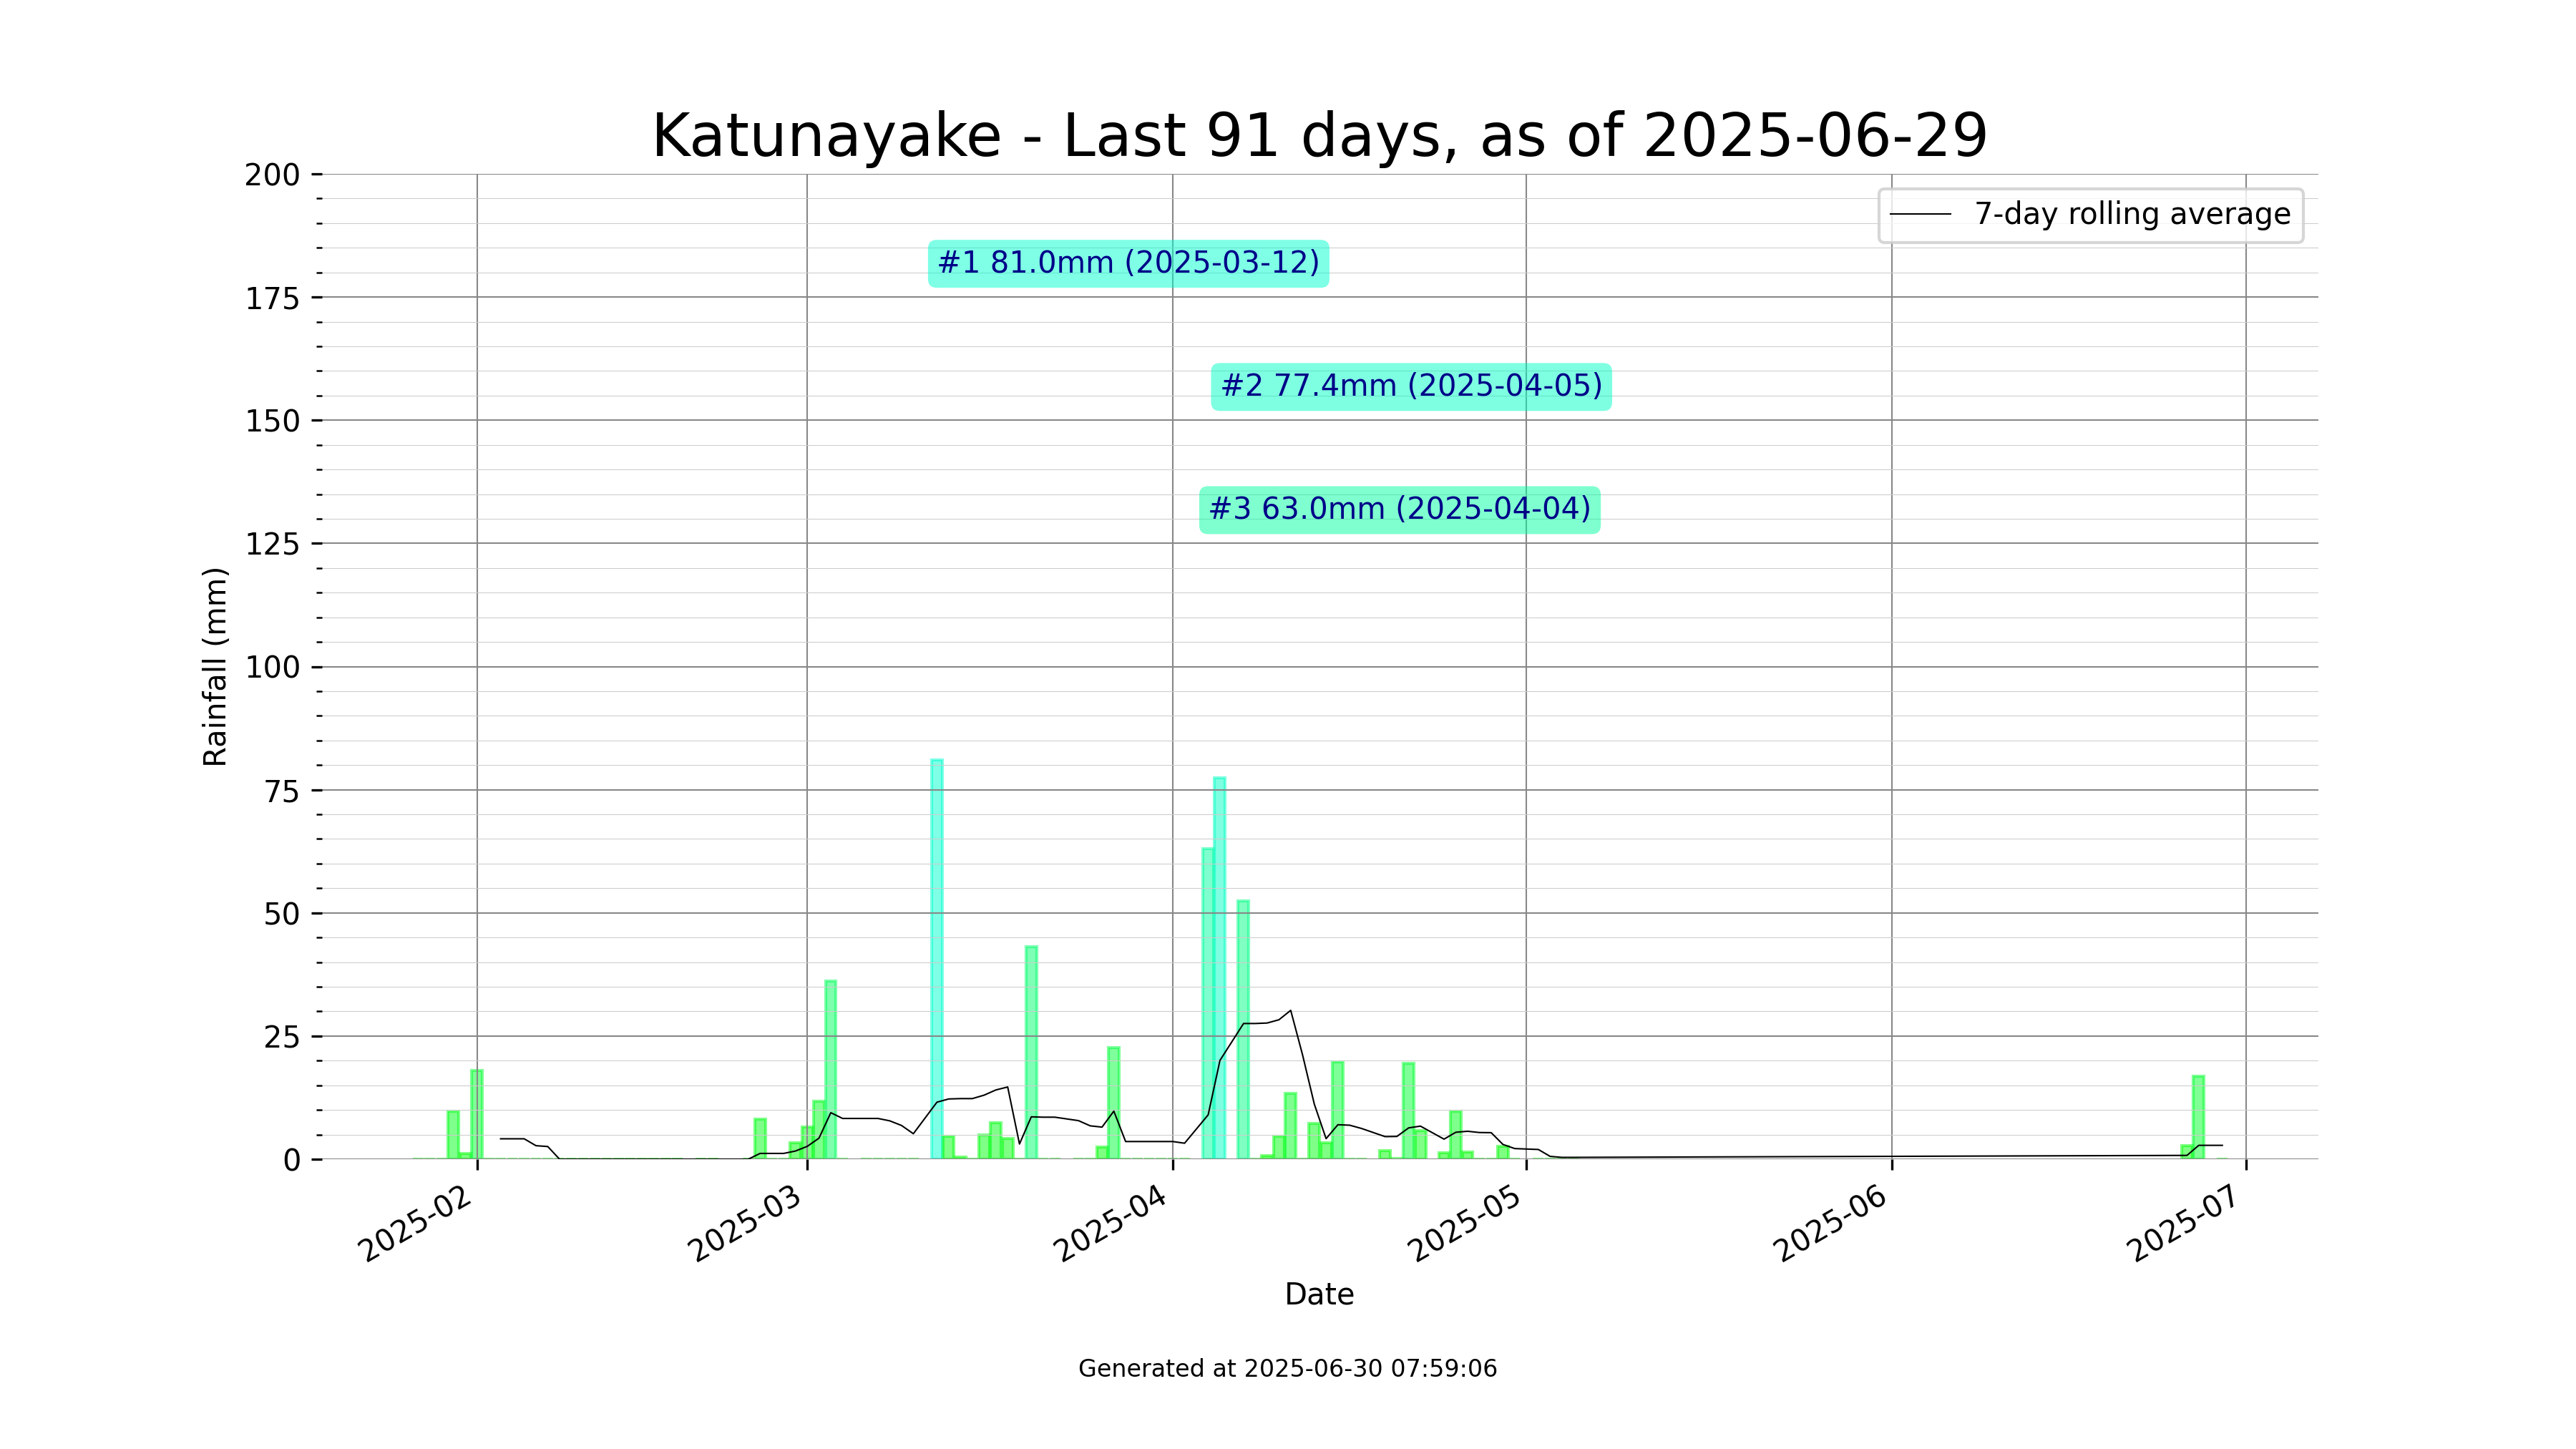 Katunayake - Last 91 days, as of 2025-06-29
7-day rolling average
#1 81.0mm (2025-03-12)
#2 77.4mm (2025-04-05)
#3 63.0mm (2025-04-04)
Rainfall (mm)
200
175
150
125
100
75
50
25
0
2025-02
2025-03
2025-04
2025-05
2025-06
2025-07
Date
Generated at 2025-06-30 07:59:06